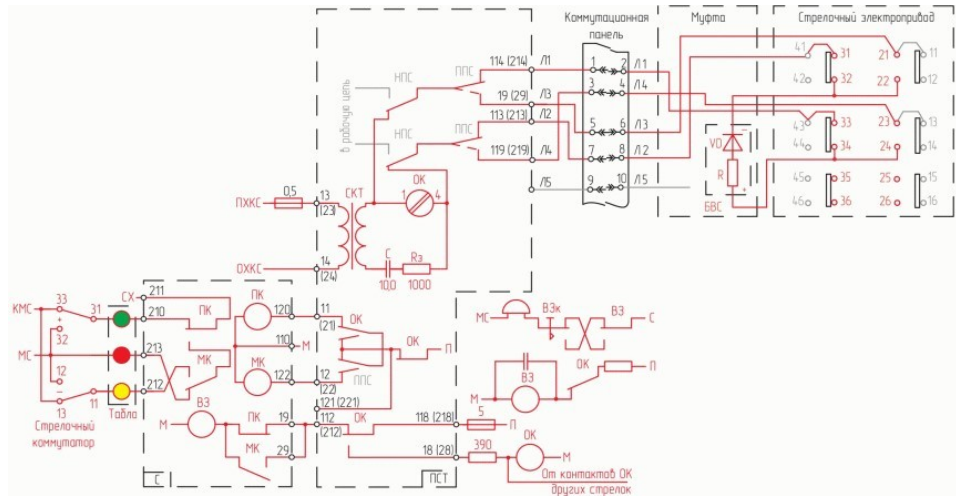 Коммутационная
панель
Муфта
Стрелочный электропривод
НПС
ППС
114 (214)
Л1
1
2
Л1
3
4
Л4
19 (29)
Л3
113 (213)
Л2
5
6
Л3
НПС
ППС
119 (219)
Л4
7
8
Л2
Л5
9
10
Л5
в рабочую цепь
41
31
21
11
42
32
22
12
43
33
23
13
44
34
24
14
45
35
25
15
46
36
26
16
VD
R
БВС
ОК
1
4
ПХКС
0,5
13
(23)
СКТ
C
Rз
10,0
1000
ОХКС
14
(24)
КМС
33
31
+
32
МС
12
-
13
11
Стрелочный
коммутатор
Табло
СХ
211
210
213
212
ПК
МК
ПК
МК
120
110
М
122
М
ВЗ
ПК
МК
19
29
С
11
(21)
ОК
ОК
П
ППС
12
(22)
121 (221)
112
(212)
ОК
118 (218)
5
П
18 (28)
390
ОК
М
От контактов ОК
других стрелок
ПСТ
МС
ВЗк
ВЗ
С
М
ВЗ
ОК
П